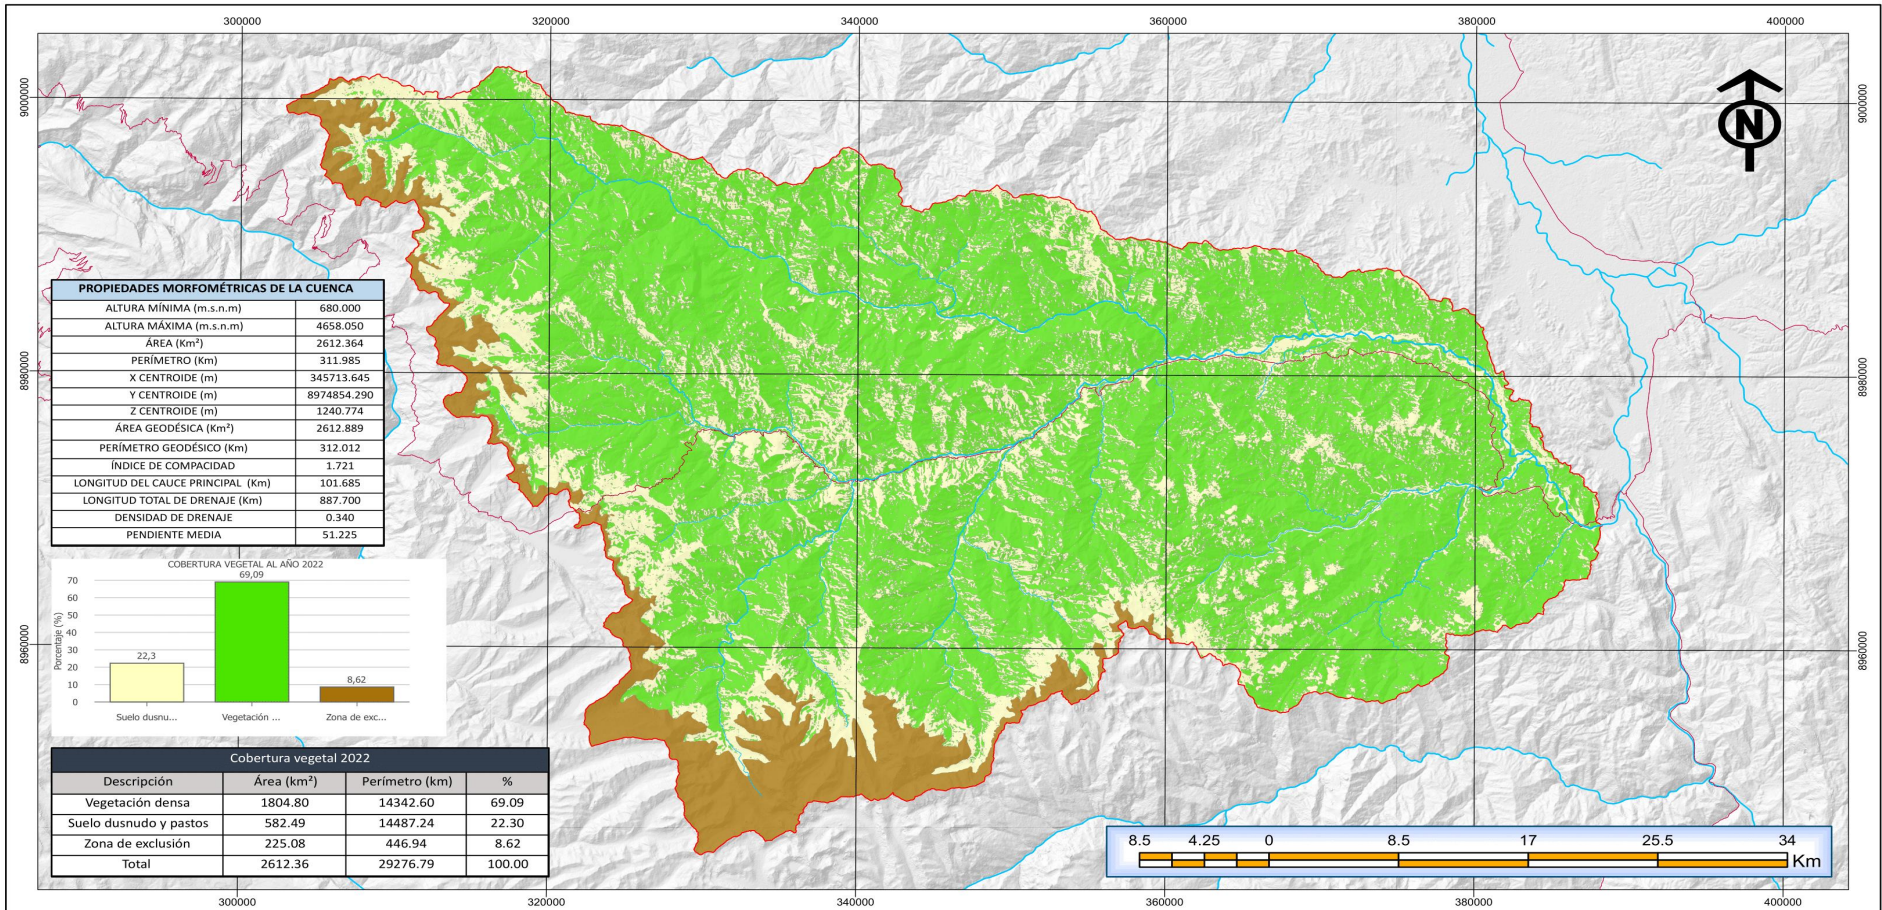 300000 320000 340000 360000 380000 400000
9000000 9000000
N
PROPIEDADES MORFOMÉTRICAS DE LA CUENCA
ALTURA MÍNIMA (m.s.n.m) 680.000
ALTURA MÁXIMA (m.s.n.m) 4658.050
ÁREA (Km²) 2612.364
PERÍMETRO (Km) 311.985
X CENTROIDE (m) 345713.645
Y CENTROIDE (m) 8974854.290
Z CENTROIDE (m) 1240.774
ÁREA GEODÉSICA (Km²) 2612.889
PERÍMETRO GEODÉSICO (Km) 312.012
ÍNDICE DE COMPACIDAD 1.721
LONGITUD DEL CAUCE PRINCIPAL (Km) 101.685
LONGITUD TOTAL DE DRENAJE (Km) 887.700
DENSIDAD DE DRENAJE 0.340
PENDIENTE MEDIA 51.225
8980000 8980000
COBERTURA VEGETAL AL AÑO 2022
Porcentaje (%)
70
60
50
40
30
20
10
0
22,3 69,09 8,62
Suelo dusnu... Vegetación ... Zona de exc...
8960000 8960000
Cobertura vegetal 2022
Descripción Área (km²) Perímetro (km) %
Vegetación densa 1804.80 14342.60 69.09
Suelo dusnudo y pastos 582.49 14487.24 22.30
Zona de exclusión 225.08 446.94 8.62
Total 2612.36 29276.79 100.00
8.5 4.25 0 8.5 17 25.5 34
Km
300000 320000 340000 360000 380000 400000